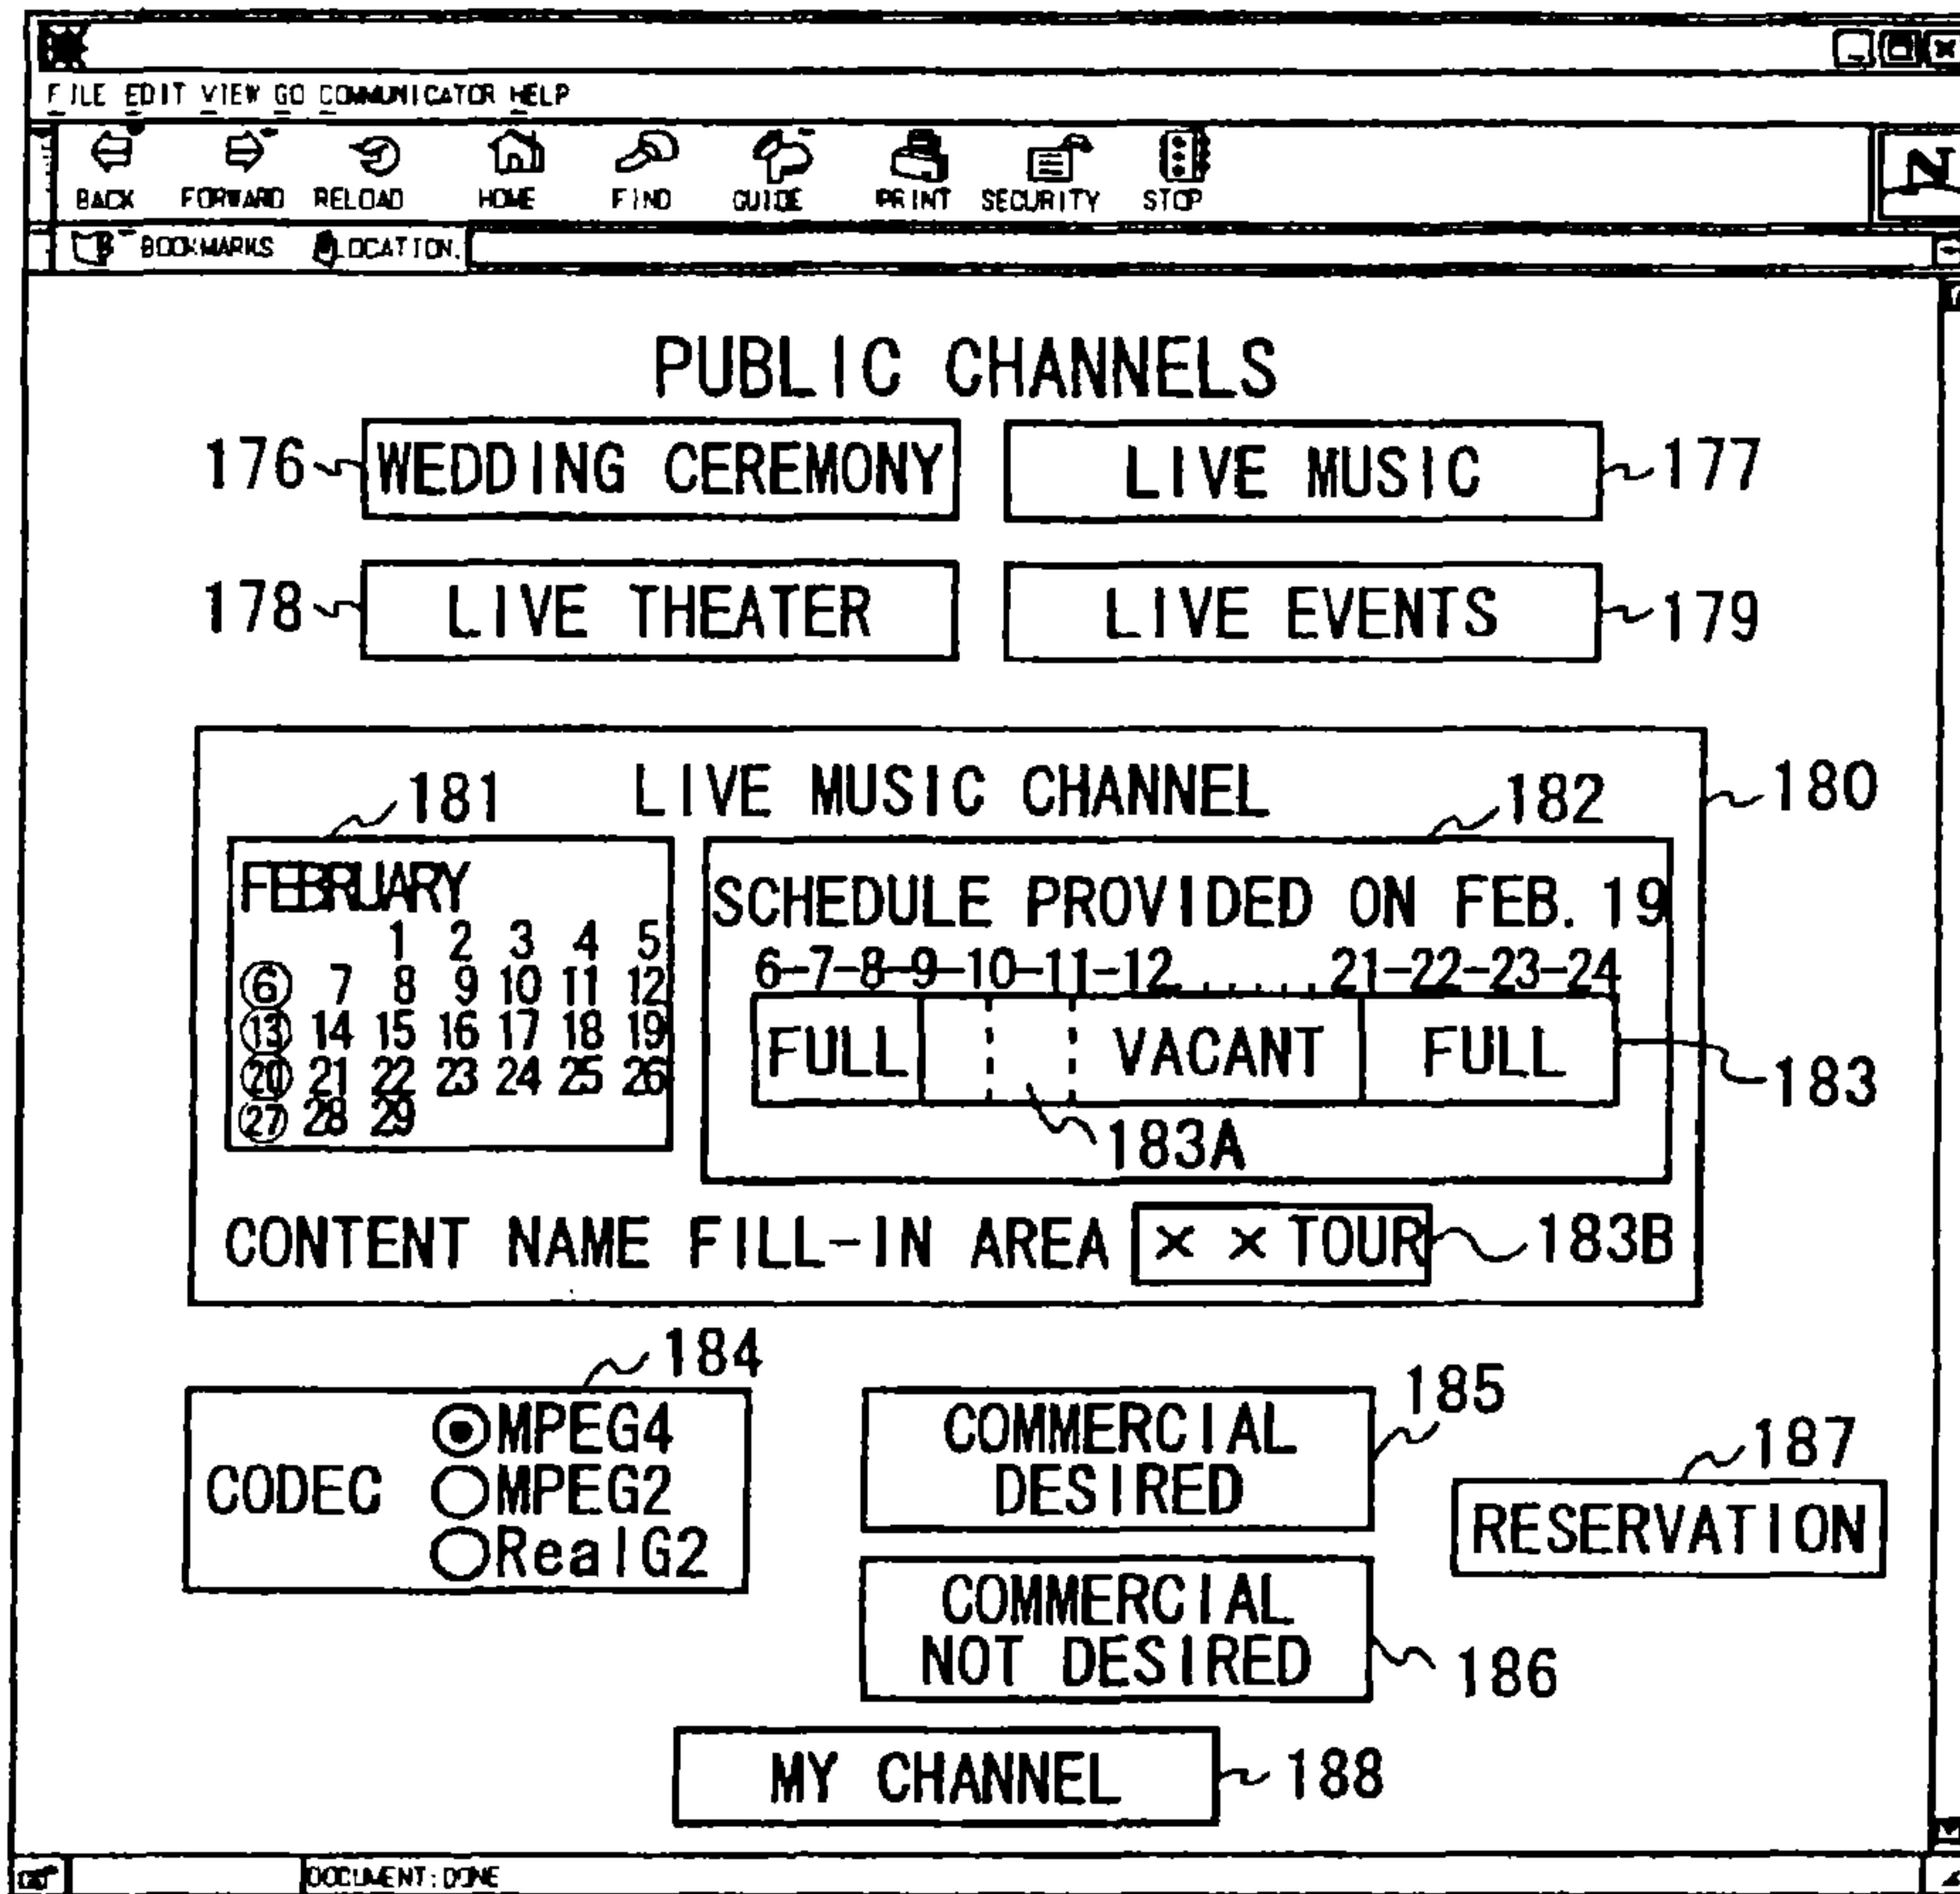 FILE EDIT VIEW GO COMMUNICATOR HELP
BACK FORWARD RELOAD HOME FIND GUIDE PRINT SECURITY STOP N
BOOKMARKS LOCATION.
PUBLIC CHANNELS
176 WEDDING CEREMONY LIVE MUSIC 177
178 LIVE THEATER LIVE EVENTS 179
181 LIVE MUSIC CHANNEL 182 180
FEBRUARY
1 2 3 4 5
6 7 8 9 10 11 12
13 14 15 16 17 18 19
20 21 22 23 24 25 26
27 28 29
SCHEDULE PROVIDED ON FEB. 19
6-7-8-9-10-11-12......21-22-23-24
FULL VACANT FULL 183
183A
CONTENT NAME FILL-IN AREA × × TOUR 183B
184
CODEC
MPEG4
MPEG2
RealG2
COMMERCIAL
DESIRED
185
187
RESERVATION
COMMERCIAL
NOT DESIRED
186
MY CHANNEL 188
DOCUMENT:DONE